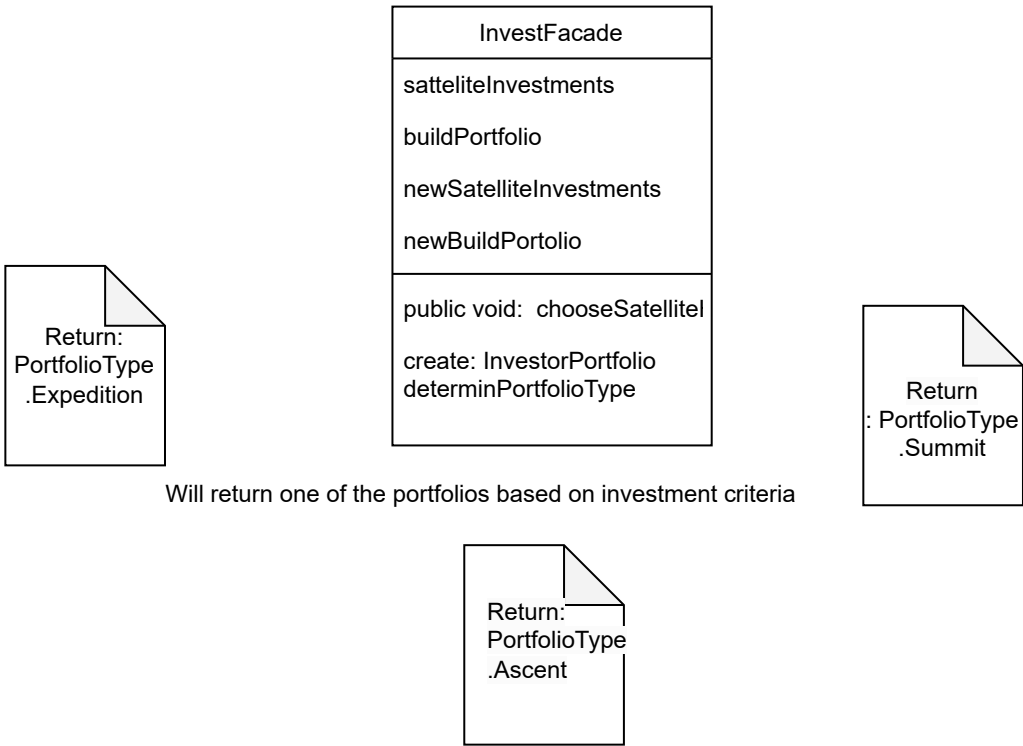 InvestFacade
satteliteInvestments
buildPortfolio
newSatelliteInvestments
newBuildPortolio
public void:  chooseSatelliteI
create: InvestorPortfolio
determinPortfolioType
Return:
PortfolioType
.Expedition
Return
: PortfolioType
.Summit
Will return one of the portfolios based on investment criteria
Return:
PortfolioType
.Ascent